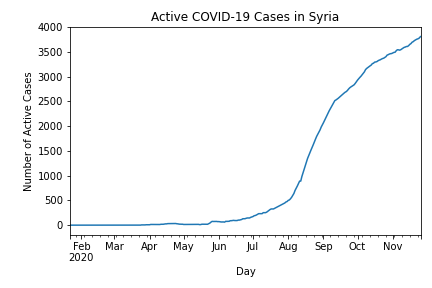 Active COVID-19 Cases in Syria
Number of Active Cases
4000
3500
3000
2500
2000
1500
1000
500
0
Feb Mar Apr May Jun Jul Aug Sep Oct Nov
2020
Day